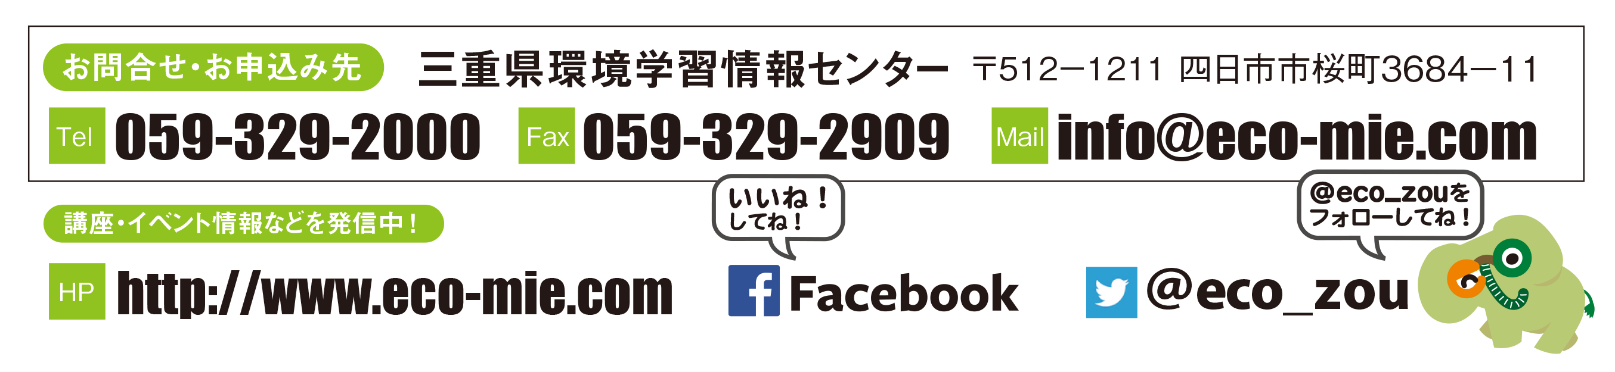 お問合せ・お申込み先 三重県環境学習情報センター 〒512－1211 四日市市桜町3684－11
Tel 059-329-2000 Fax 059-329-2909 Mail info@eco-mie.com
講座・イベント情報などを発信中！
いいね！
してね！
@eco_zouを
フォローしてね！
HP http://www.eco-mie.com Facebook @eco_zou